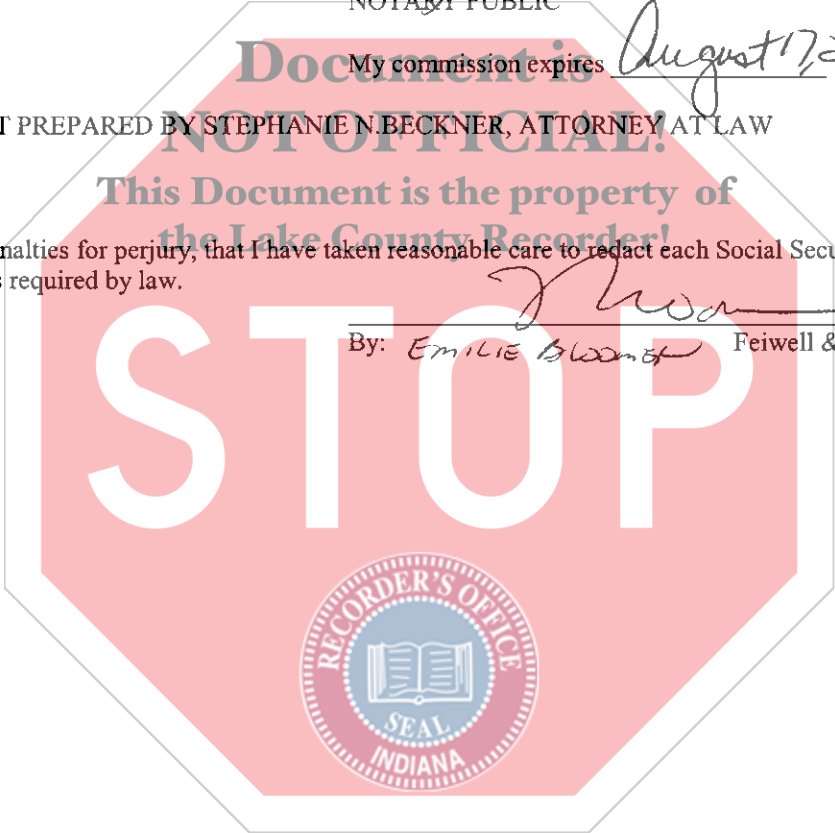 NOTARY PUBLIC
Document is
My commission expires August 17,
NOT OFFICIAL!
PREPARED BY STEPHANIE N.BECKNER, ATTORNEY AT LAW
This Document is the property of
the Lake County Recorder!
nalties for perjury, that I have taken reasonable care to redact each Social Secu
s required by law.
By: EMILIE BLOOMER Feiwell &
STOP
RECORDER'S OFFICE
SEAL
INDIANA